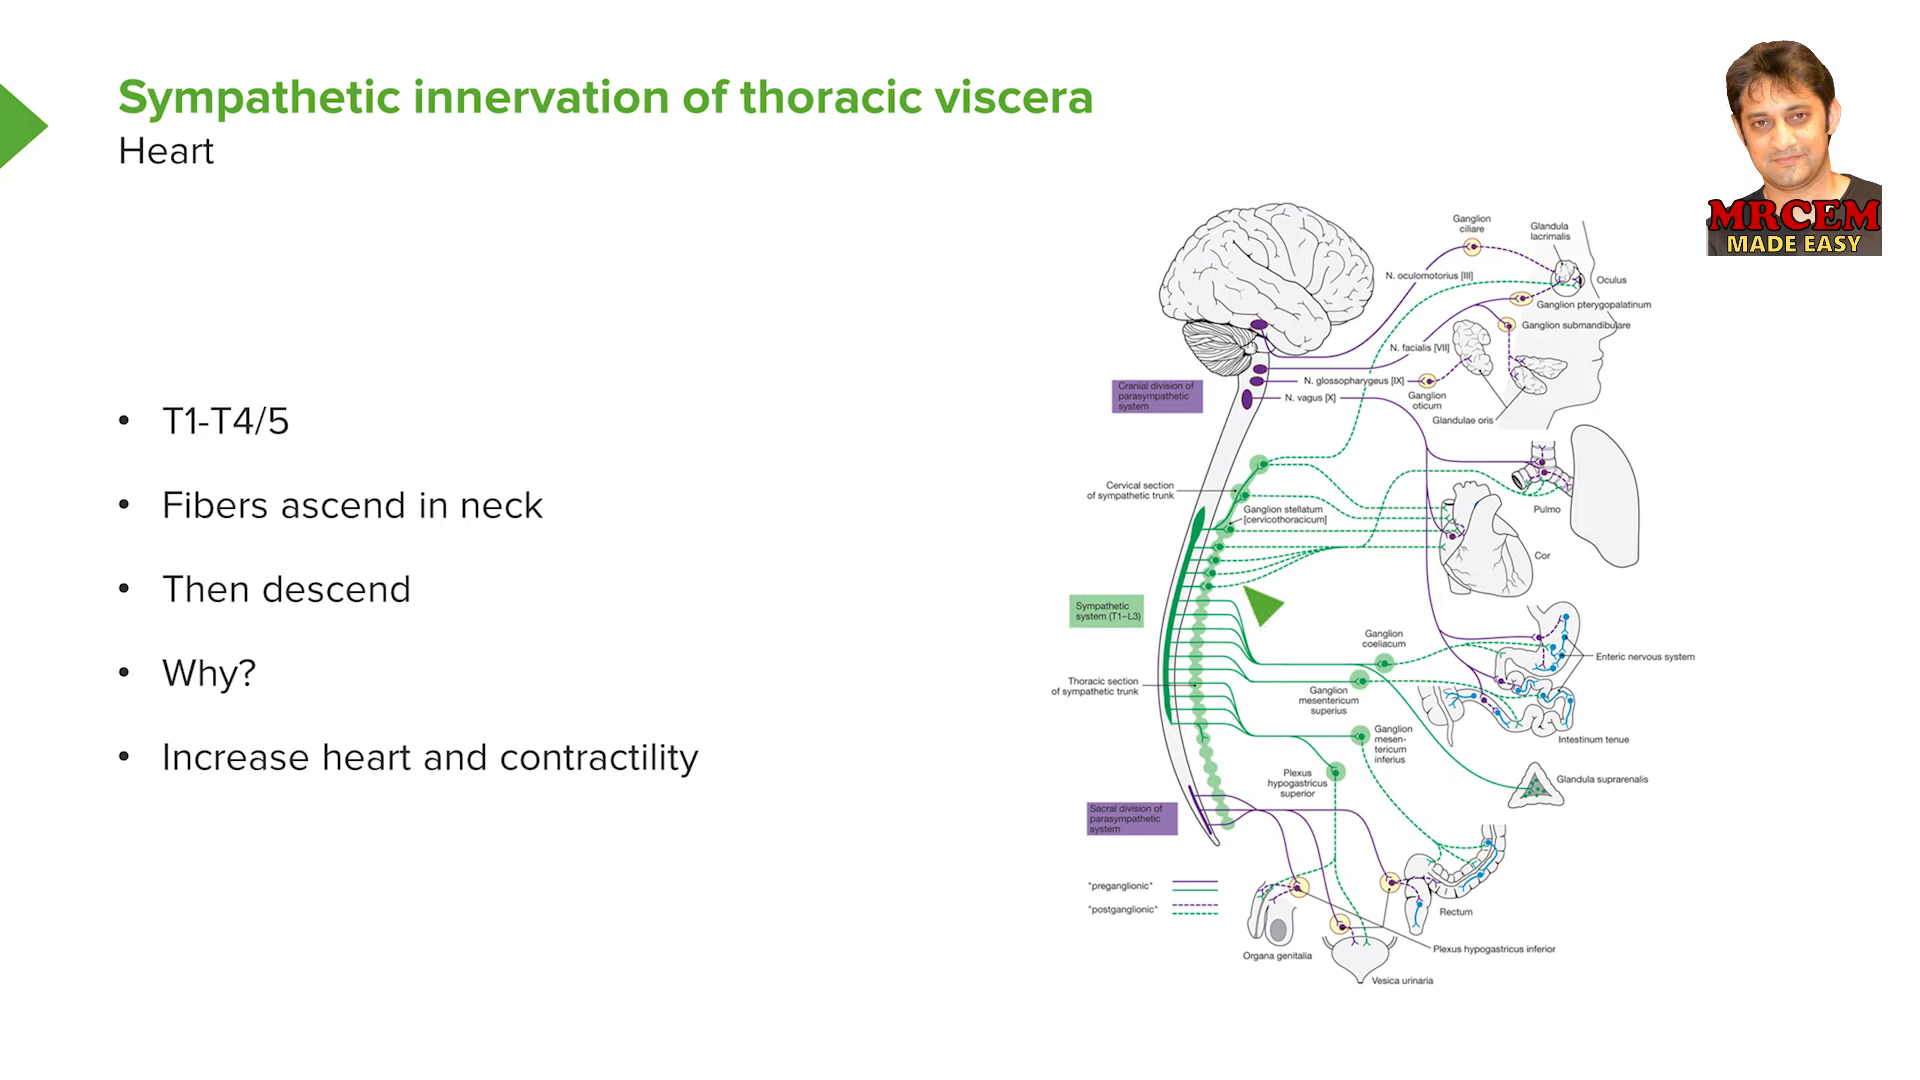 Sympathetic innervation of thoracic viscera
Heart
MRCEM
MADE EASY
• T1-T4/5
• Fibers ascend in neck
• Then descend
• Why?
• Increase heart and contractility
Ganglion
ciliare
Glandula
lacrimalis
N. oculomotorius [III]
Oculus
Ganglion pterygopalatinum
Ganglion submandibulare
N. facialis [VII]
N. glossopharygeus [IX]
Ganglion
oticum
N. vagus [X]
Glandulae oris
Cranial division of
parasympathetic
system
Cervical section
of sympathetic trunk
Ganglion stellatum
[cervicothoracicum]
Pulmo
Cor
Sympathetic
system (T1–L3)
Ganglion
coeliacum
Enteric nervous system
Thoracic section
of sympathetic trunk
Ganglion
mesentericum
superius
Ganglion
mesen-
tericum
inferius
Intestinum tenue
Plexus
hypogastricus
superior
Glandula suprarenalis
Sacral division of
parasympathetic
system
"preganglionic"
"postganglionic"
Rectum
Plexus hypogastricus inferior
Organa genitalia
Vesica urinaria